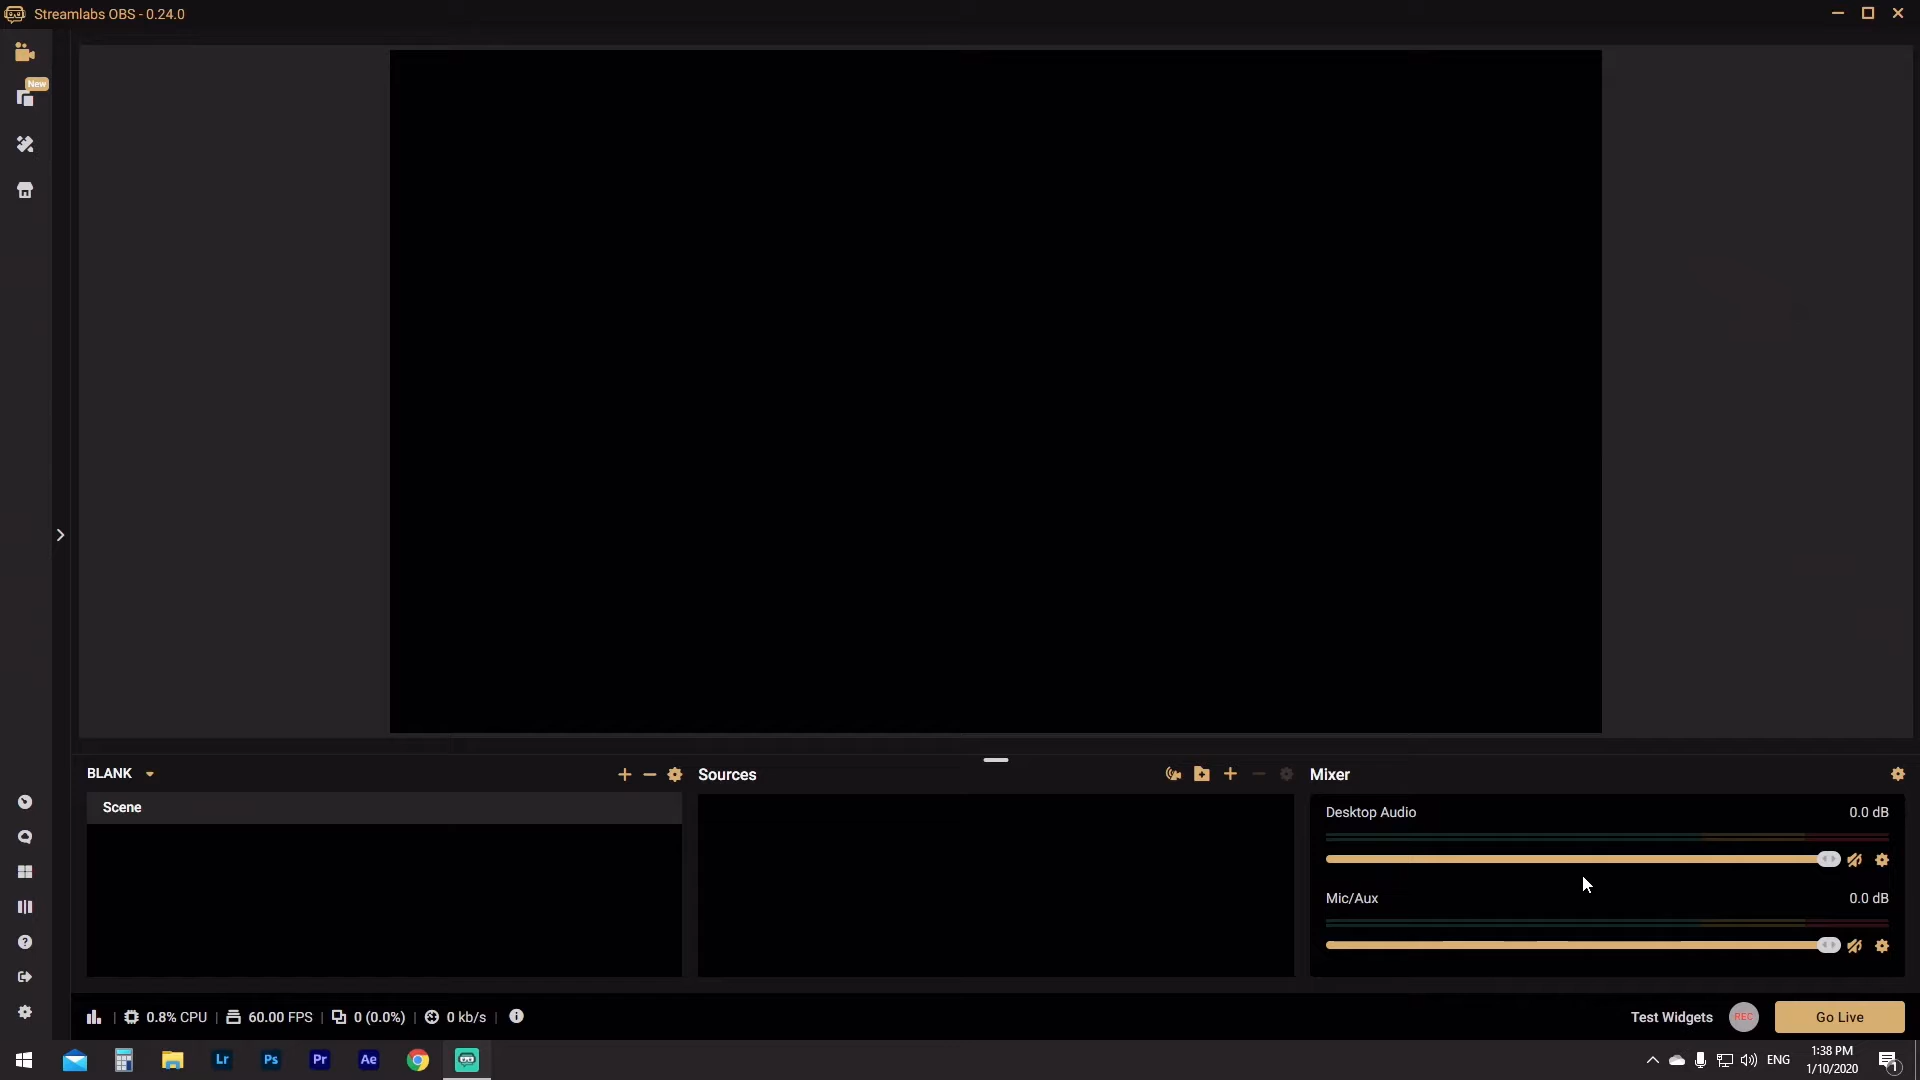 Streamlabs OBS - 0.24.0
New
BLANK
Sources
Mixer
Scene
Desktop Audio
0.0 dB
Mic/Aux
0.0 dB
0.8% CPU
60.00 FPS
0 (0.0%)
0 kb/s
Test Widgets
REC
Go Live
Lr
Ps
Pr
Ae
ENG
1:38 PM
1/10/2020
1